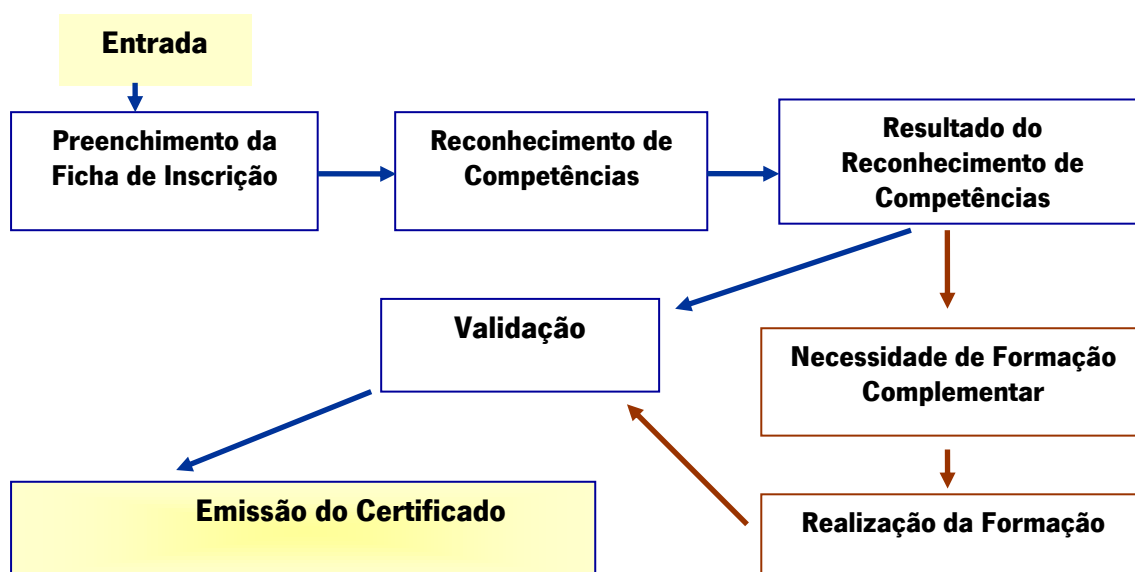 Entrada
Preenchimento da
Ficha de Inscrição
Reconhecimento de
Competências
Resultado do
Reconhecimento de
Competências
Validação
Necessidade de Formação
Complementar
Emissão do Certificado
Realização da Formação